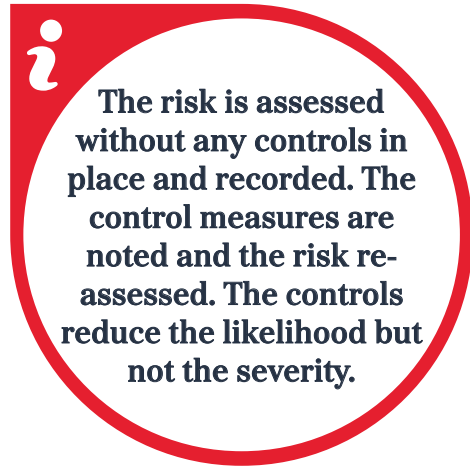 The risk is assessed
without any controls in
place and recorded. The
control measures are
noted and the risk re-
assessed. The controls
reduce the likelihood but
not the severity.